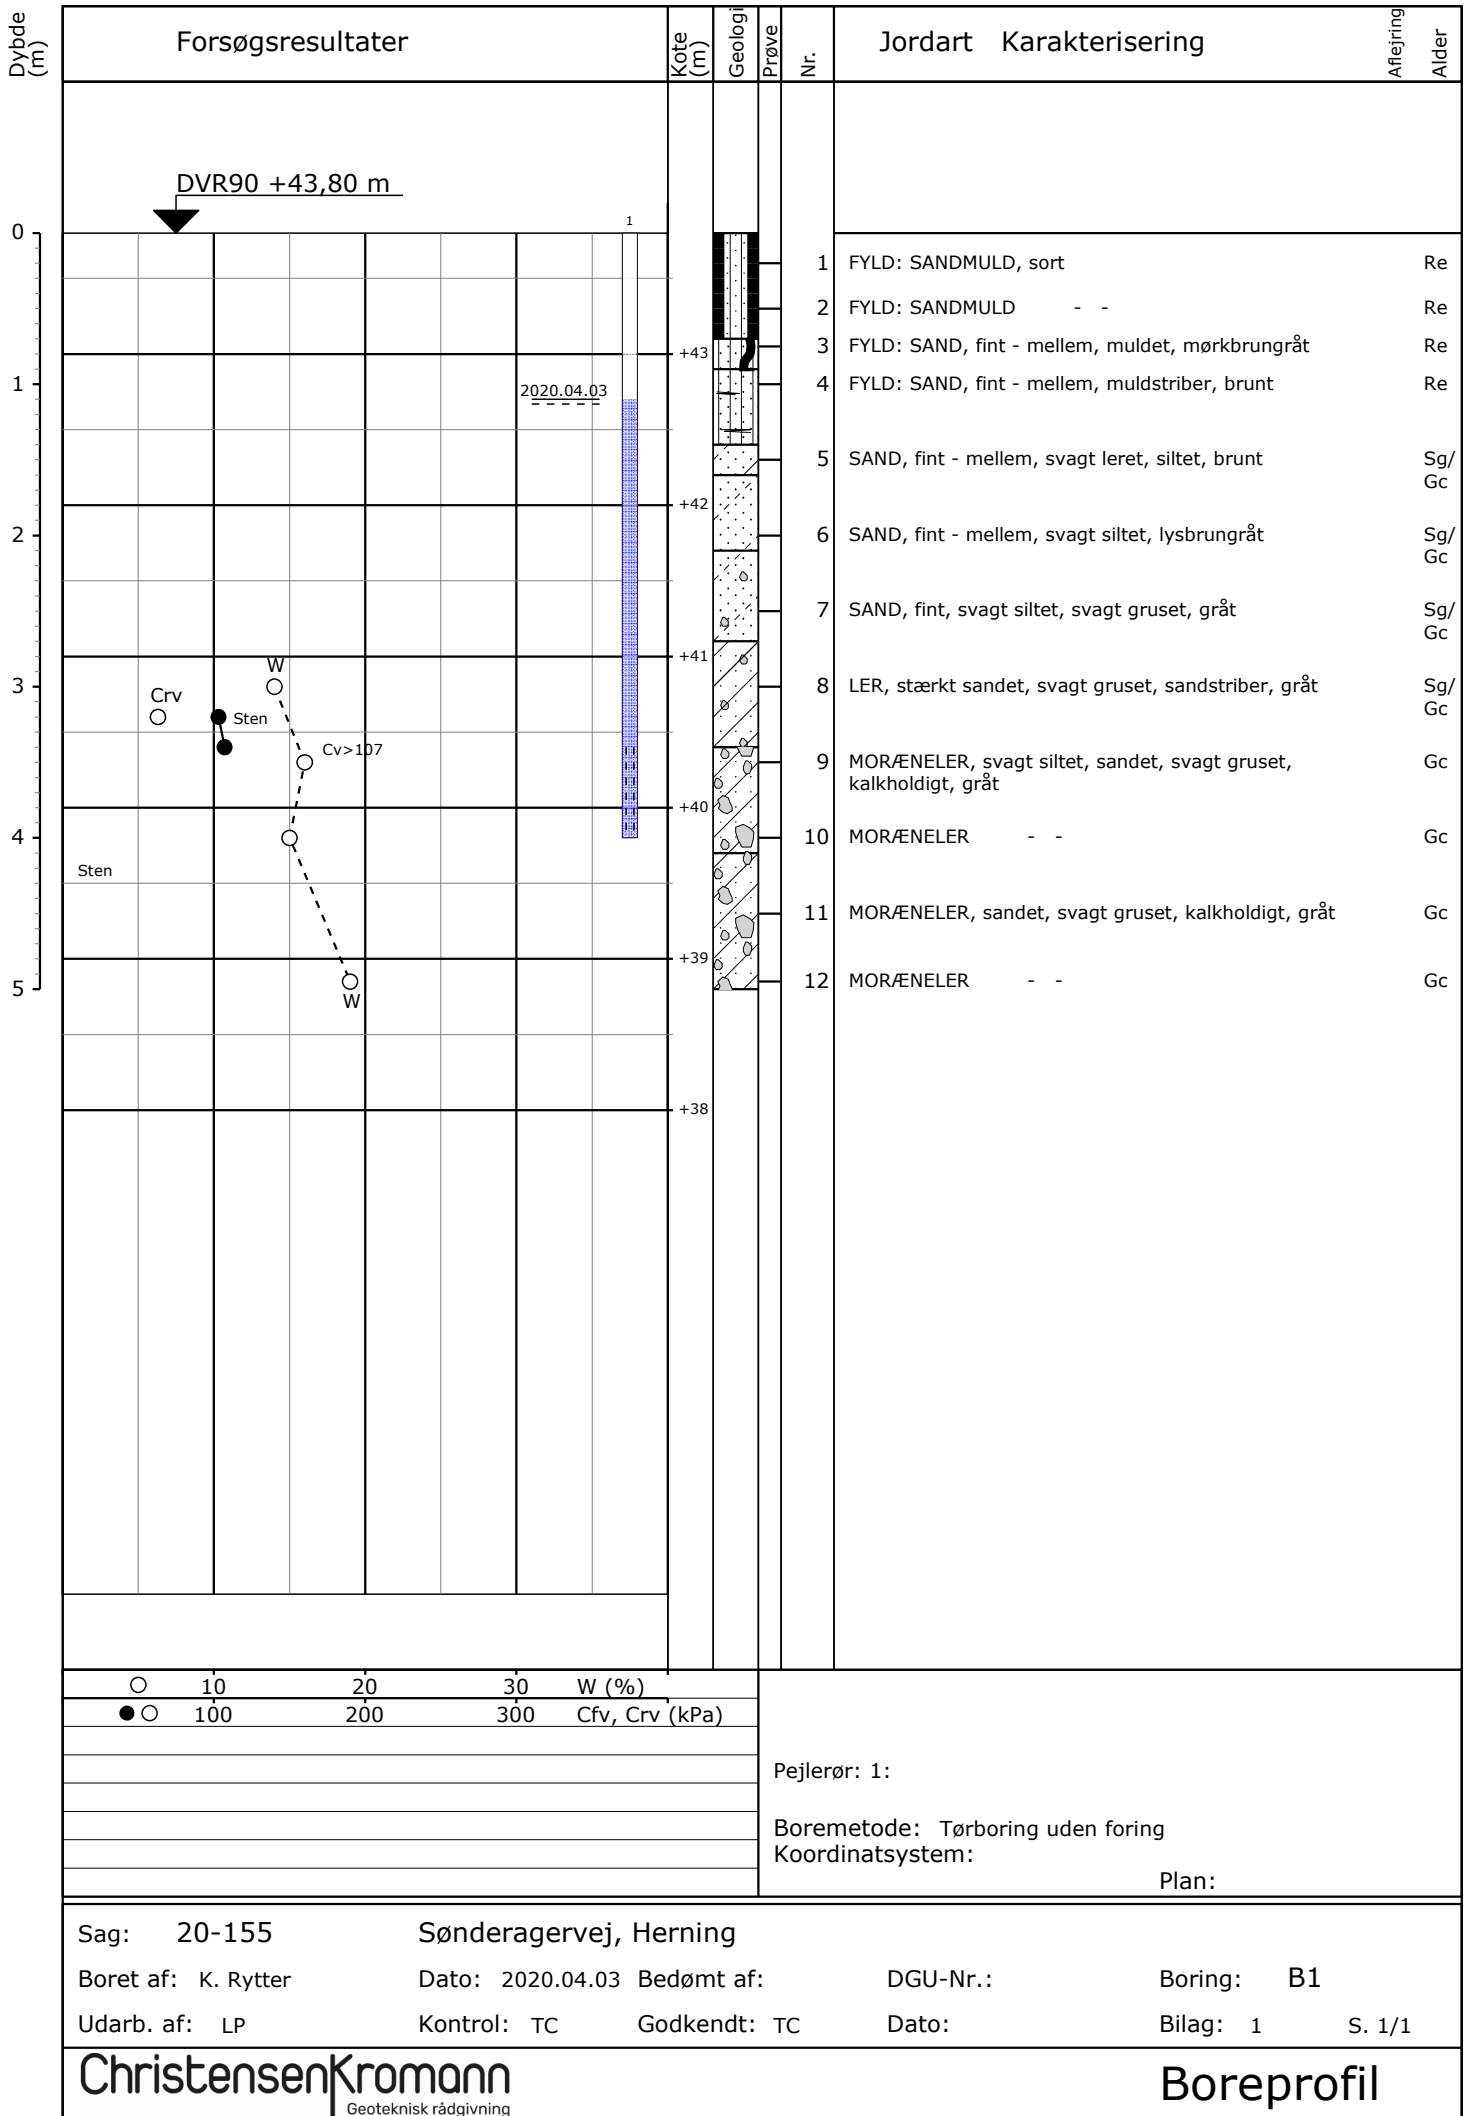 Dybde (m)
Forsøgsresultater
Kote (m)
Geologi
Prøve
Nr.
Jordart Karakterisering
Aflejring
Alder
DVR90 +43,80 m
0
1
1 FYLD: SANDMULD, sort Re
2 FYLD: SANDMULD - - Re
+43
3 FYLD: SAND, fint - mellem, muldet, mørkbrungråt Re
1
2020.04.03
4 FYLD: SAND, fint - mellem, muldstriber, brunt Re
5 SAND, fint - mellem, svagt leret, siltet, brunt Sg/
Gc
+42
2
6 SAND, fint - mellem, svagt siltet, lysbrungråt Sg/
Gc
7 SAND, fint, svagt siltet, svagt gruset, gråt Sg/
Gc
+41
W
3
Crv
8 LER, stærkt sandet, svagt gruset, sandstriber, gråt Sg/
Gc
Sten
Cv>107
9 MORÆNELER, svagt siltet, sandet, svagt gruset, Gc
kalkholdigt, gråt
+40
4
10 MORÆNELER - - Gc
Sten
11 MORÆNELER, sandet, svagt gruset, kalkholdigt, gråt Gc
+39
5
12 MORÆNELER - - Gc
W
+38
10 20 30 W (%)
100 200 300 Cfv, Crv (kPa)
Pejlerør: 1:
Boremetode: Tørboring uden foring
Koordinatsystem:
Plan:
Sag: 20-155 Sønderagervej, Herning
Boret af: K. Rytter Dato: 2020.04.03 Bedømt af: DGU-Nr.: Boring: B1
Udarb. af: LP Kontrol: TC Godkendt: TC Dato: Bilag: 1 S. 1/1
ChristensenKromann
Geoteknisk rådgivning
Boreprofil